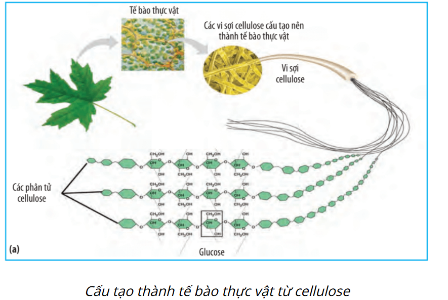 Tế bào thực vật
Các vi sợi cellulose cấu tạo nên
thành tế bào thực vật
Vi sợi
cellulose
Các phân tử
cellulose
Glucose
(a)
Cấu tạo thành tế bào thực vật từ cellulose